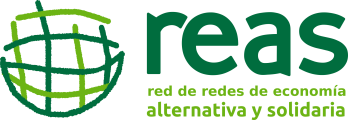 reas
red de redes de economía
alternativa y solidaria